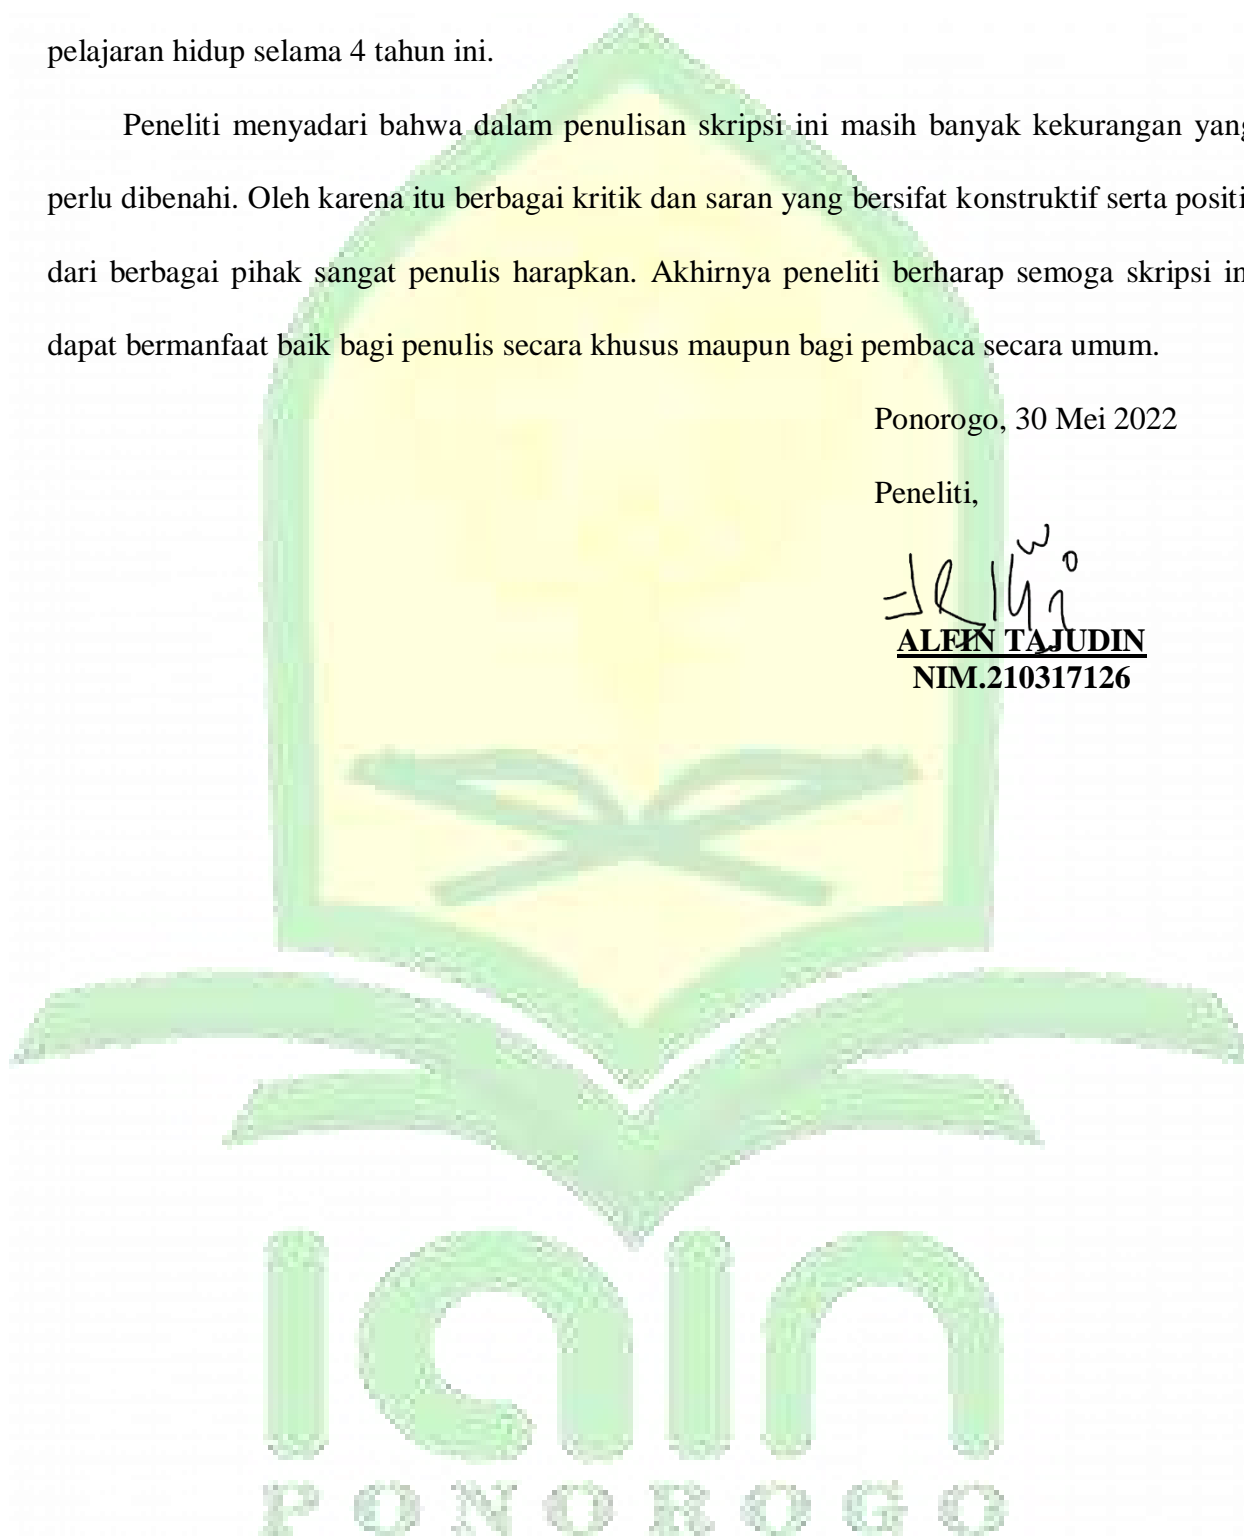 pelajaran hidup selama 4 tahun ini.
Peneliti menyadari bahwa dalam penulisan skripsi ini masih banyak kekurangan yang
perlu dibenahi. Oleh karena itu berbagai kritik dan saran yang bersifat konstruktif serta positi
dari berbagai pihak sangat penulis harapkan. Akhirnya peneliti berharap semoga skripsi in
dapat bermanfaat baik bagi penulis secara khusus maupun bagi pembaca secara umum.
Ponorogo, 30 Mei 2022
Peneliti,
ALFIN TAJUDIN
NIM.210317126
iain
PONOROGO